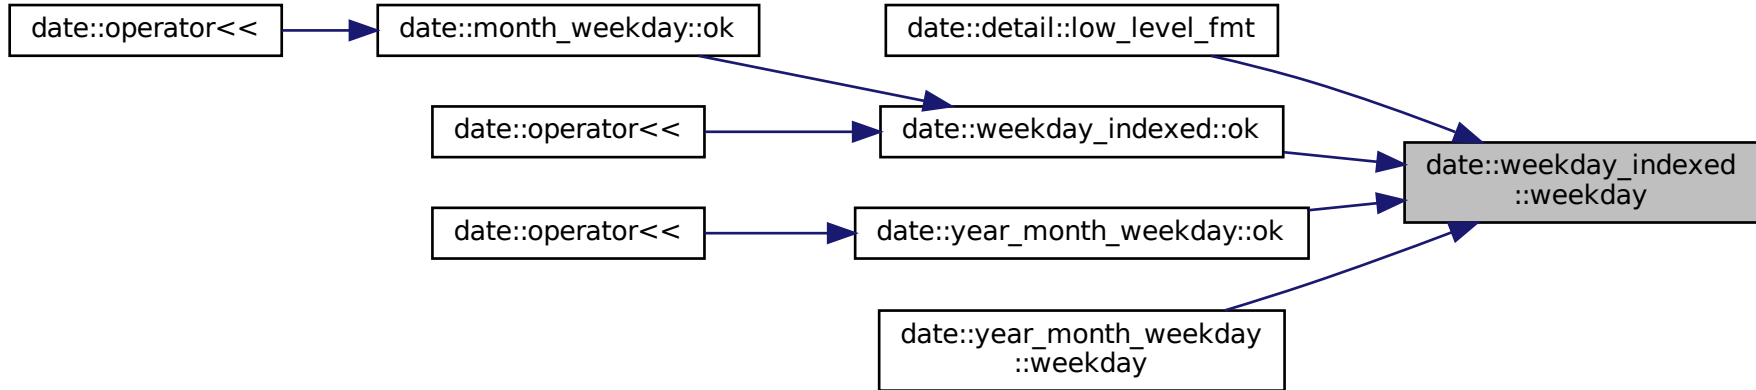 date::operator<<
date::month_weekday::ok
date::detail::low_level_fmt
date::operator<<
date::weekday_indexed::ok
date::weekday_indexed
::weekday
date::operator<<
date::year_month_weekday::ok
date::year_month_weekday
::weekday